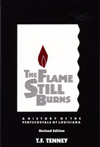 THE FLAME
STILL
BURNS
A HISTORY OF THE
PENTECOSTALS OF LOUISIANA
Revised Edition
T.F. TENNEY